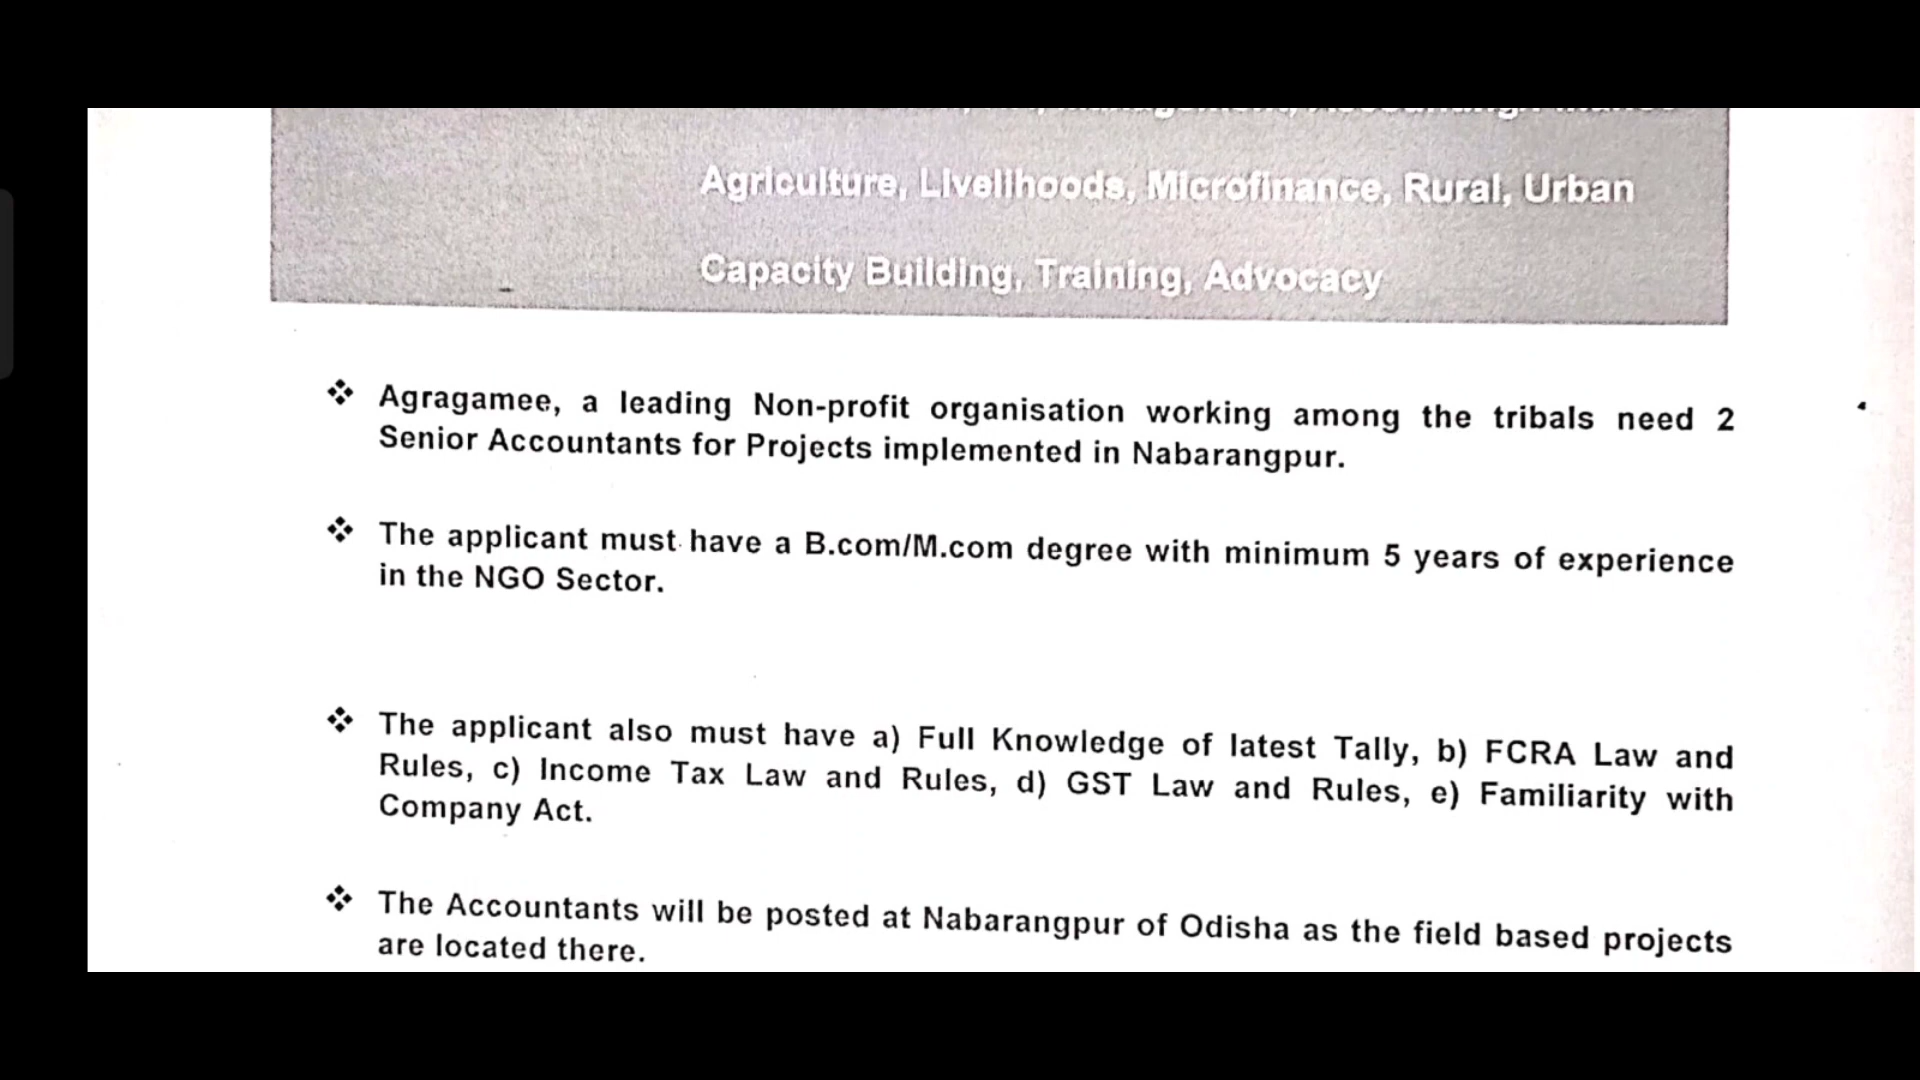 Agriculture, Livelihoods, Microfinance, Rural, Urban
Capacity Building, Training, Advocacy
❖ Agragamee, a leading Non-profit organisation working among the tribals need 2
Senior Accountants for Projects implemented in Nabarangpur.
❖ The applicant must have a B.com/M.com degree with minimum 5 years of experience
in the NGO Sector.
❖ The applicant also must have a) Full Knowledge of latest Tally, b) FCRA Law and
Rules, c) Income Tax Law and Rules, d) GST Law and Rules, e) Familiarity with
Company Act.
❖ The Accountants will be posted at Nabarangpur of Odisha as the field based projects
are located there.